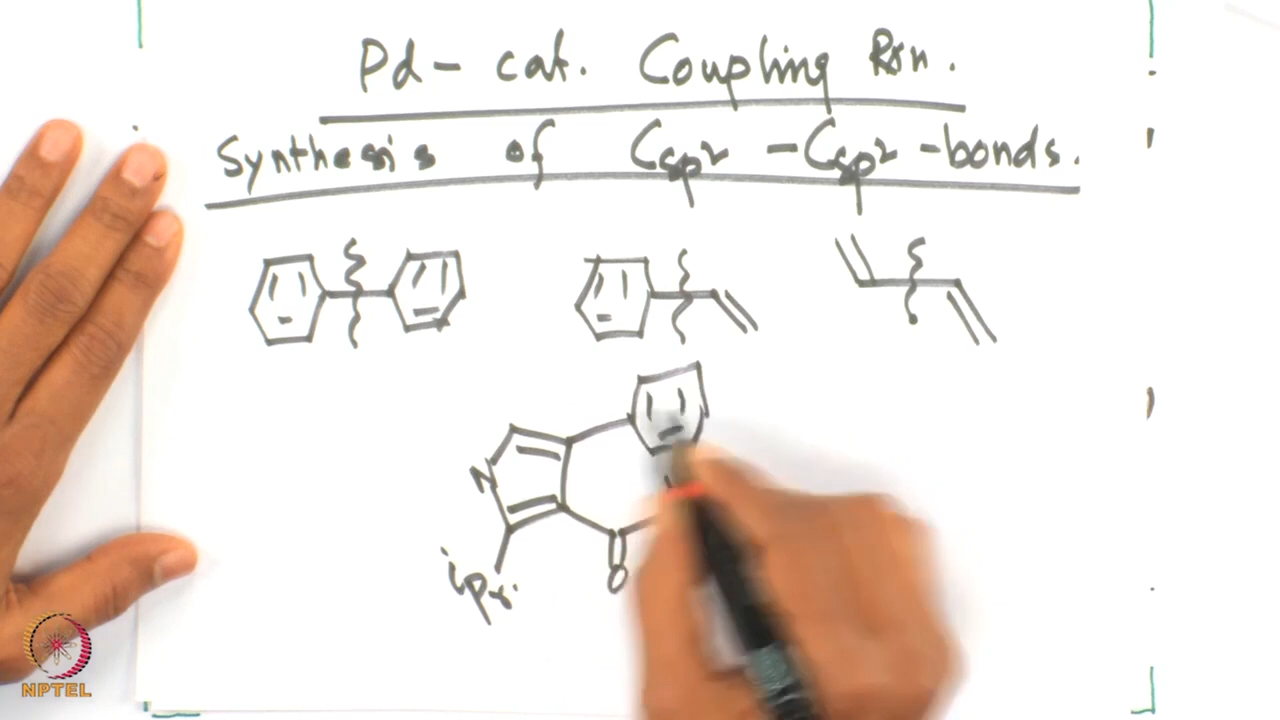 Pd- cat. Coupling Rxn.
Synthesis of Csp² -Csp² -bonds.
N
O
iPr.
NPTEL